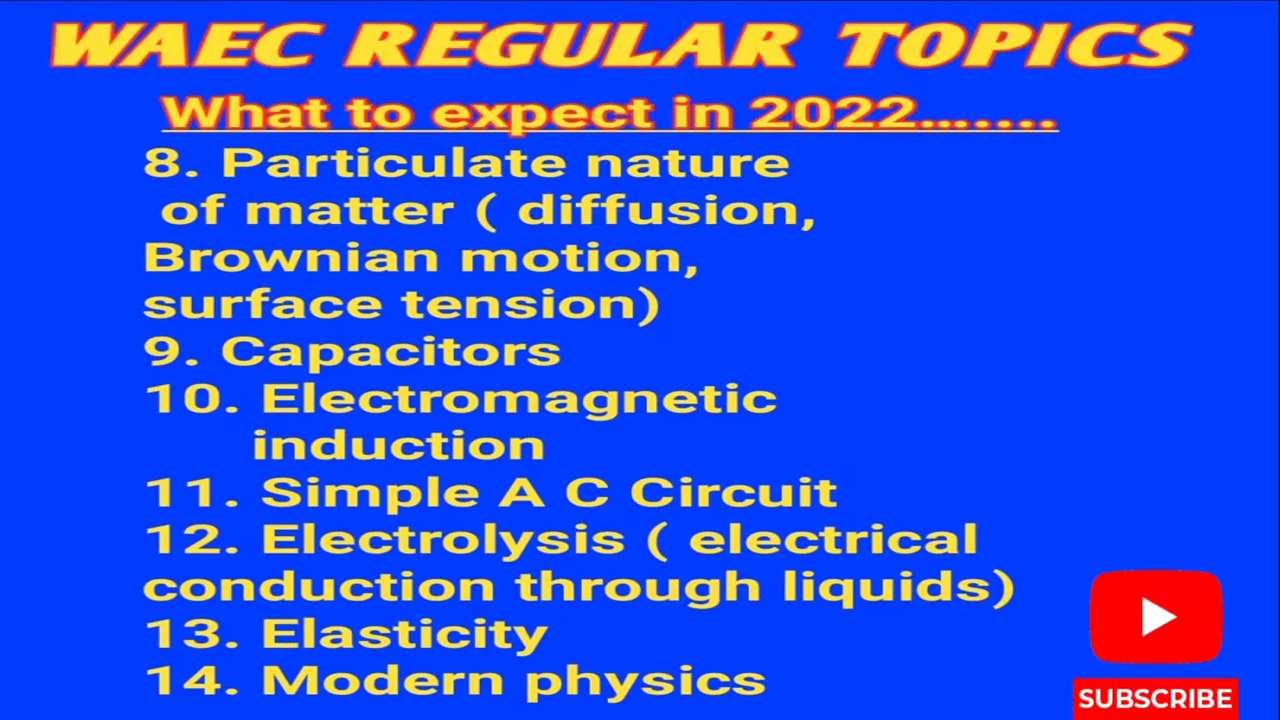 WAEC REGULAR TOPICS
What to expect in 2022.......
8. Particulate nature
of matter ( diffusion,
Brownian motion,
surface tension)
9. Capacitors
10. Electromagnetic
induction
11. Simple A C Circuit
12. Electrolysis ( electrical
conduction through liquids)
13. Elasticity
14. Modern physics
SUBSCRIBE